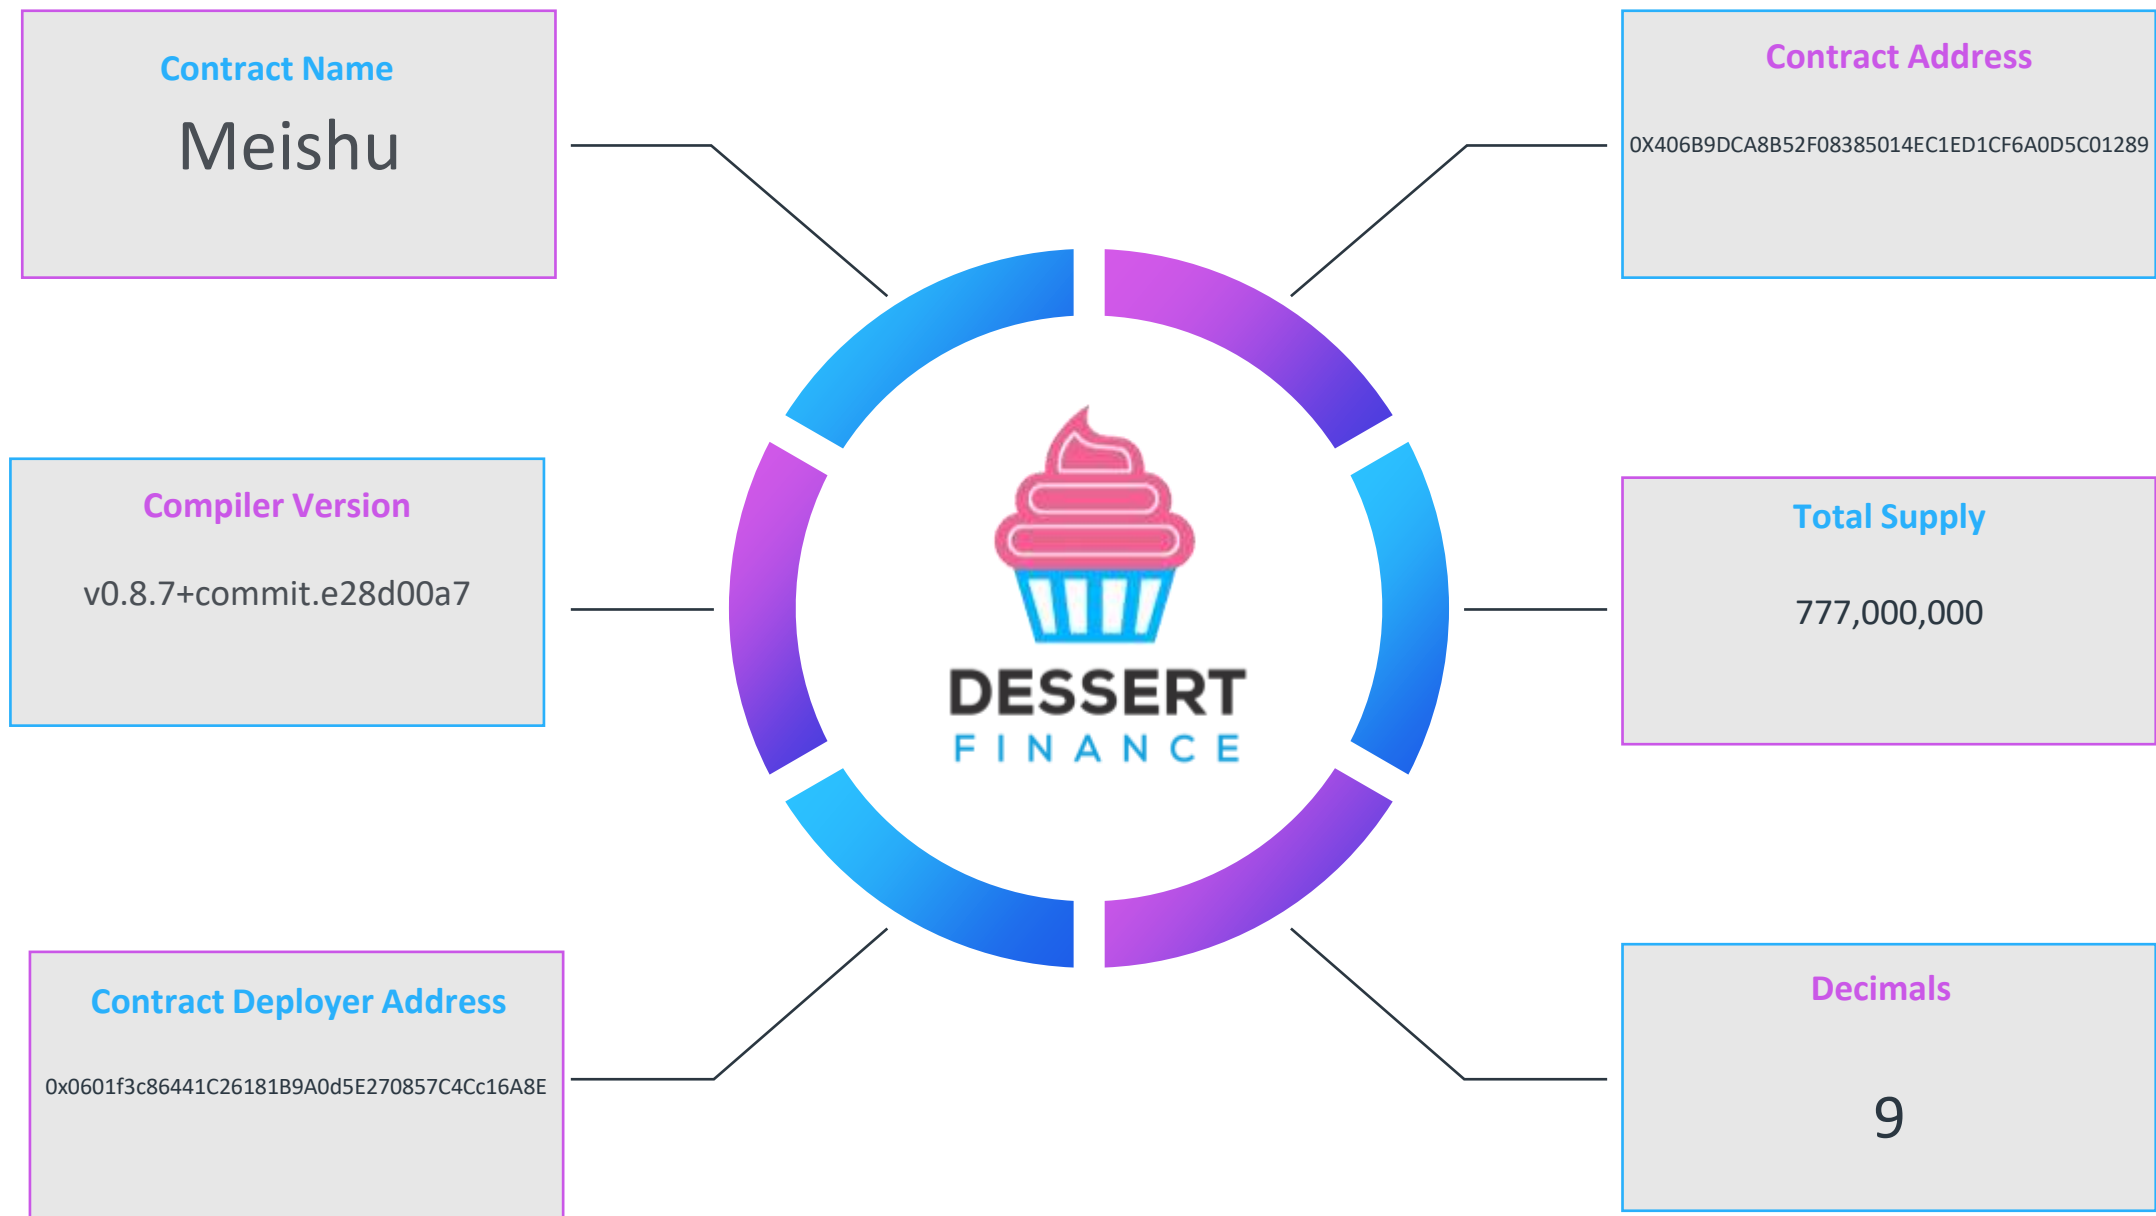 Contract Name
Meishu
Contract Address
0X406B9DCA8B52F08385014EC1ED1CF6A0D5C01289
Compiler Version
v0.8.7+commit.e28d00a7
DESSERT
FINANCE
Total Supply
777,000,000
Contract Deployer Address
0x0601f3c86441C26181B9A0d5E270857C4Cc16A8E
Decimals
9